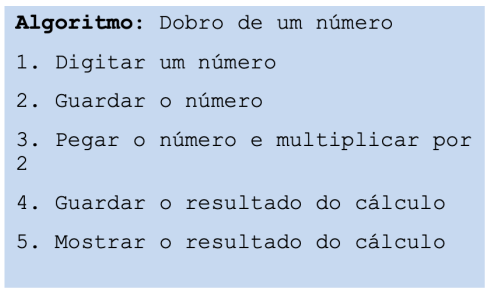 Algoritmo: Dobro de um número
1. Digitar um número
2. Guardar o número
3. Pegar o número e multiplicar por
2
4. Guardar o resultado do cálculo
5. Mostrar o resultado do cálculo